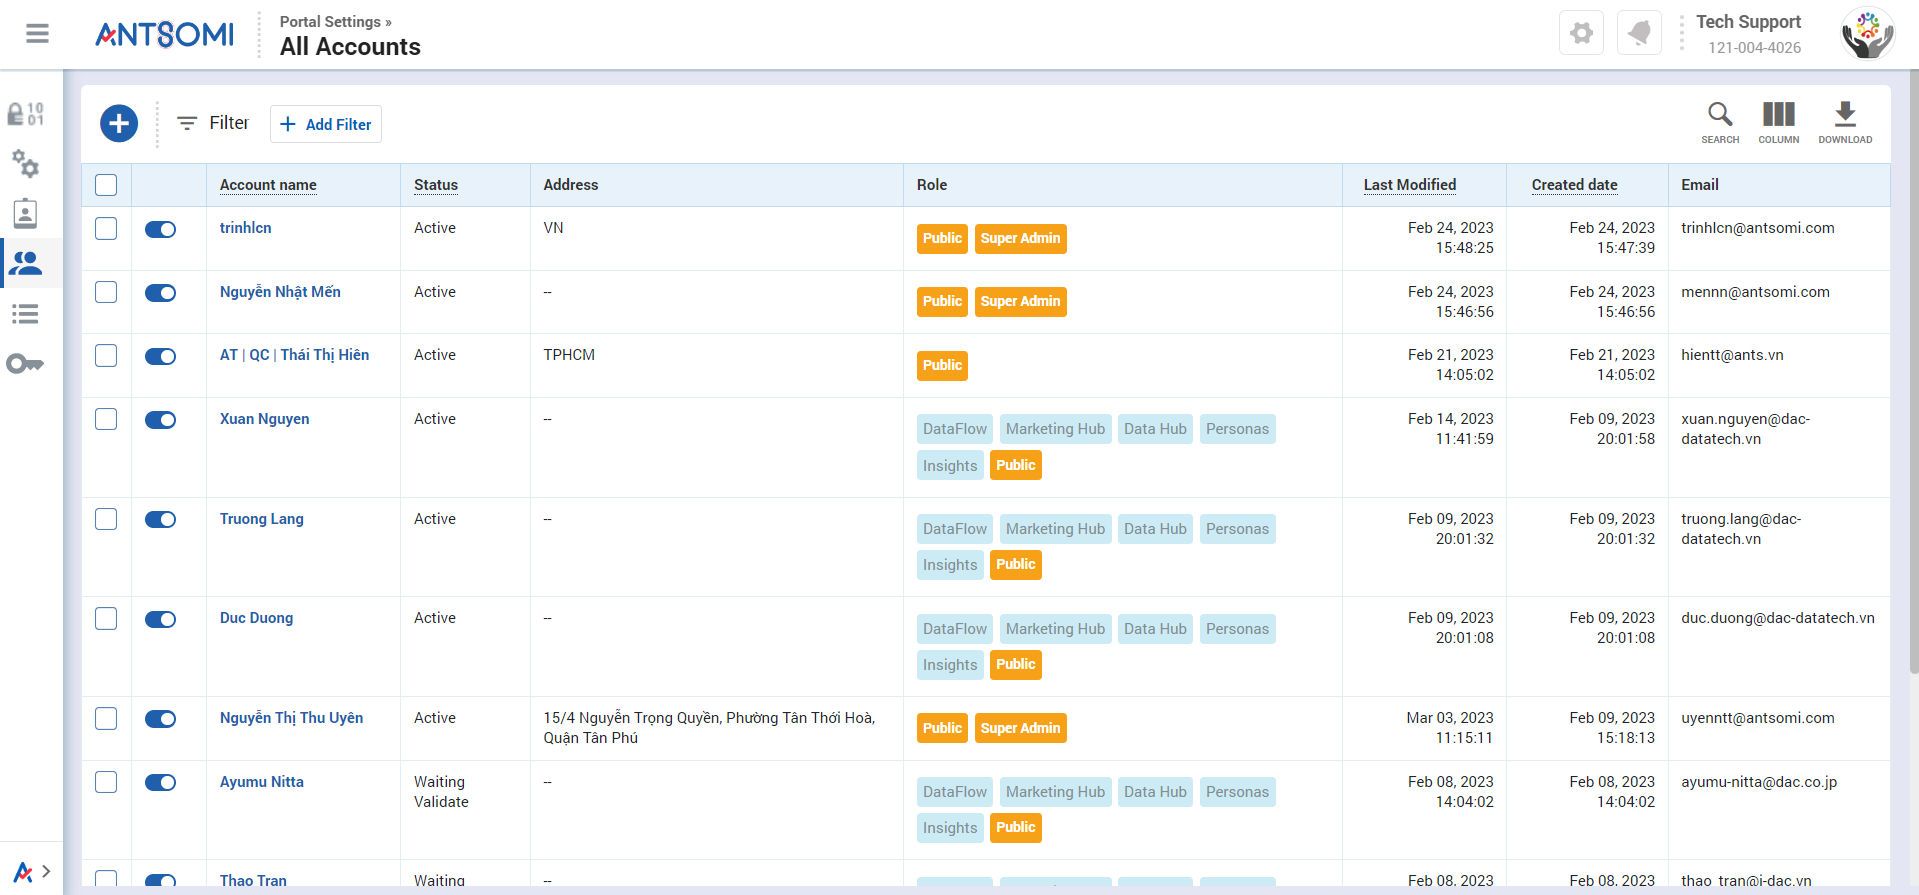 ANTSOMI
Portal Settings »
All Accounts
Tech Support
121-004-4026
10
01
Filter
Add Filter
SEARCH
COLUMN
DOWNLOAD
Account name Status Address Role Last Modified Created date Email
trinhlcn Active VN Public Super Admin Feb 24, 2023 Feb 24, 2023 trinhlcn@antsomi.com
15:48:25 15:47:39
Nguyễn Nhật Mến Active -- Public Super Admin Feb 24, 2023 Feb 24, 2023 mennn@antsomi.com
15:46:56 15:46:56
AT | QC | Thái Thị Hiên Active TPHCM Public Feb 21, 2023 Feb 21, 2023 hientt@ants.vn
14:05:02 14:05:02
Xuan Nguyen Active -- DataFlow Marketing Hub Data Hub Personas Feb 14, 2023 Feb 09, 2023 xuan.nguyen@dac-
11:41:59 20:01:58 datatech.vn
Insights Public
Truong Lang Active -- DataFlow Marketing Hub Data Hub Personas Feb 09, 2023 Feb 09, 2023 truong.lang@dac-
20:01:32 20:01:32 datatech.vn
Insights Public
Duc Duong Active -- DataFlow Marketing Hub Data Hub Personas Feb 09, 2023 Feb 09, 2023 duc.duong@dac-datatech.vn
20:01:08 20:01:08
Insights Public
Nguyễn Thị Thu Uyên Active 15/4 Nguyễn Trọng Quyền, Phường Tân Thới Hoà, Public Super Admin Mar 03, 2023 Feb 09, 2023 uyenntt@antsomi.com
Quận Tân Phú 11:15:11 15:18:13
Ayumu Nitta Waiting -- DataFlow Marketing Hub Data Hub Personas Feb 08, 2023 Feb 08, 2023 ayumu-nitta@dac.co.jp
Validate 14:04:02 14:04:02
Insights Public
Thao Tran Waiting -- Feb 08, 2023 Feb 08, 2023 thao_tran@i-dac.vn